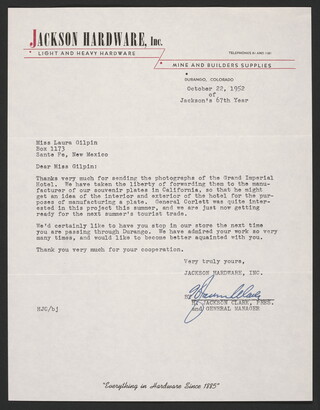 JACKSON HARDWARE, Inc.
LIGHT AND HEAVY HARDWARE
TELEPHONES 61 AND
MINE AND BUILDERS SUPPLIES
DURANGO, COLORADO
October 22, 1952
of
Jackson's 67th Year
Miss Laura Gilpin
Box 1173
Santa Fe, New Mexico
Dear Miss Gilpin:
Thanks very much for sending the photographs of the Grand Imperial
Hotel. We have taken the liberty of forwarding them to the manu-
facturer of our souvenir plates in California, so that he might
get an idea of the interior and exterior of the hotel for the pur-
poses of manufacturing a plate. General Corlett was quite inter-
ested in this project this summer, and we are just now getting
ready for the next summer's tourist trade.
We'd certainly like to have you stop in our store the next time
you are passing through Durango. We have admired your work so very
many times, and would like to become better aquainted with you.
Thank you very much for your cooperation.
Very truly yours,
JACKSON HARDWARE, INC.
BY
JACKSON CLARK, PRES.
and GENERAL MANAGER
HJC/bj
"Everything in Hardware Since 1885"